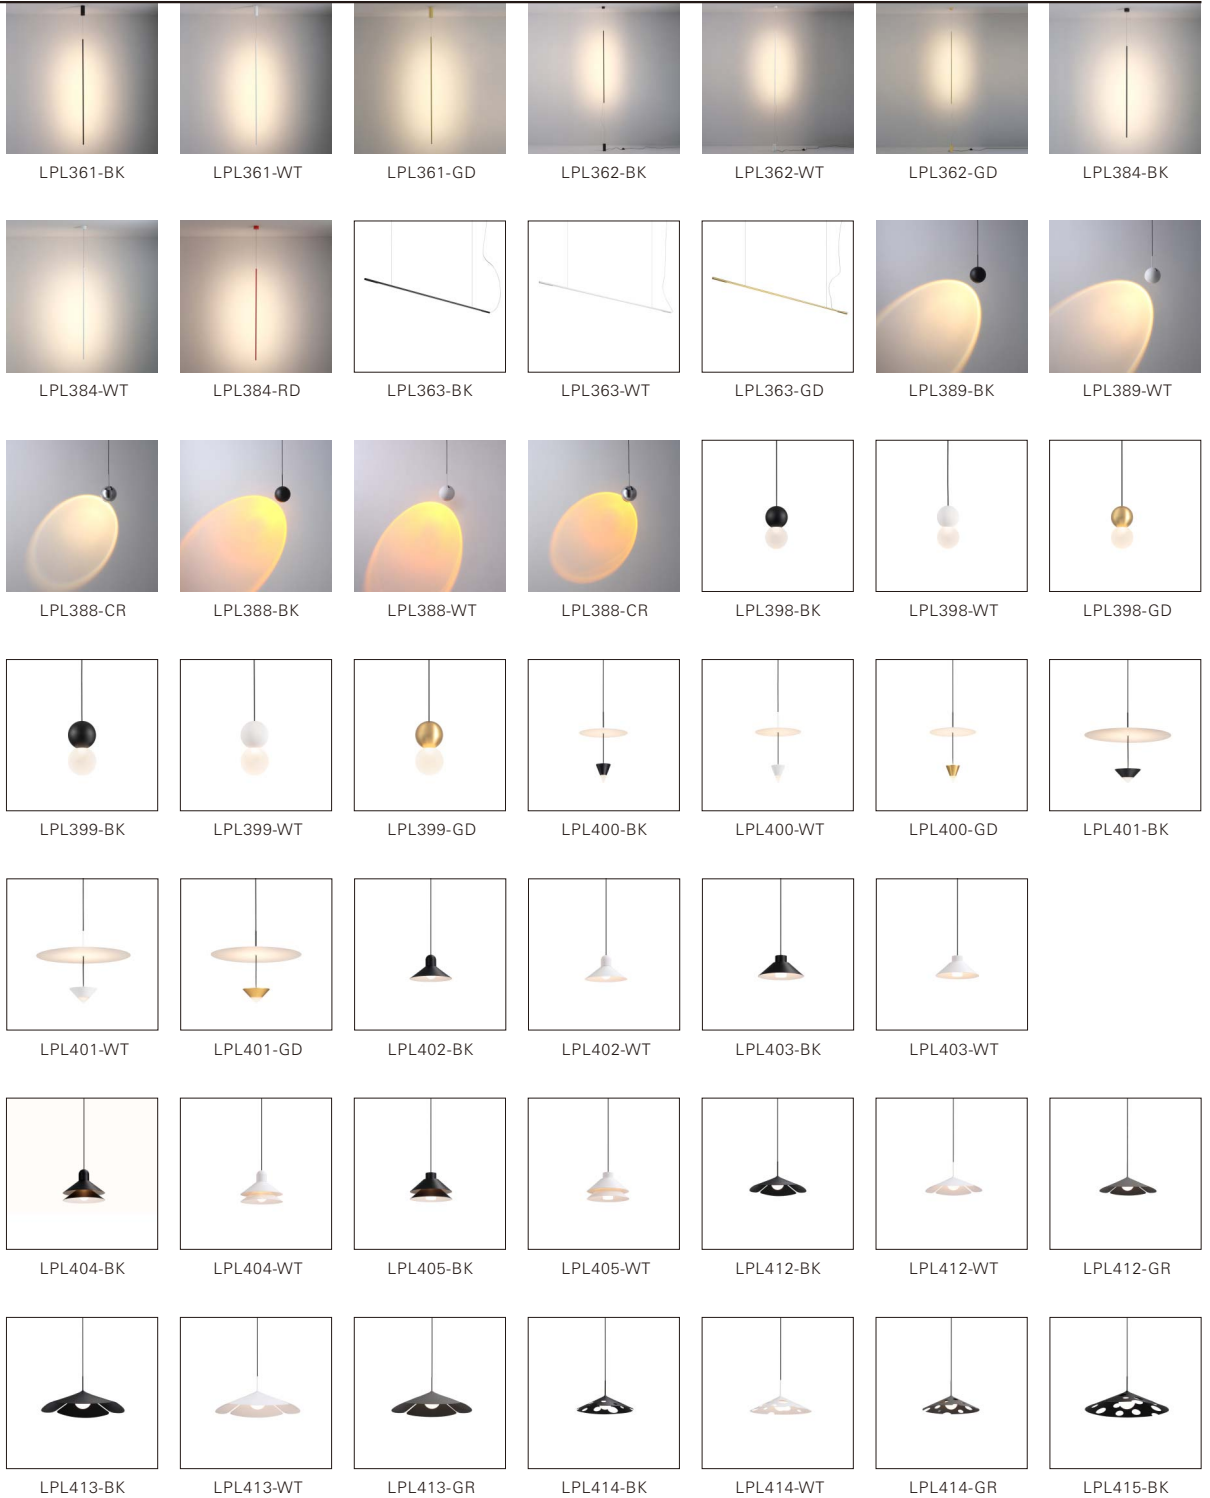 LPL361-BK LPL361-WT LPL361-GD LPL362-BK LPL362-WT LPL362-GD LPL384-BK
LPL384-WT LPL384-RD LPL363-BK LPL363-WT LPL363-GD LPL389-BK LPL389-WT
LPL388-CR LPL388-BK LPL388-WT LPL388-CR LPL398-BK LPL398-WT LPL398-GD
LPL399-BK LPL399-WT LPL399-GD LPL400-BK LPL400-WT LPL400-GD LPL401-BK
LPL401-WT LPL401-GD LPL402-BK LPL402-WT LPL403-BK LPL403-WT
LPL404-BK LPL404-WT LPL405-BK LPL405-WT LPL412-BK LPL412-WT LPL412-GR
LPL413-BK LPL413-WT LPL413-GR LPL414-BK LPL414-WT LPL414-GR LPL415-BK